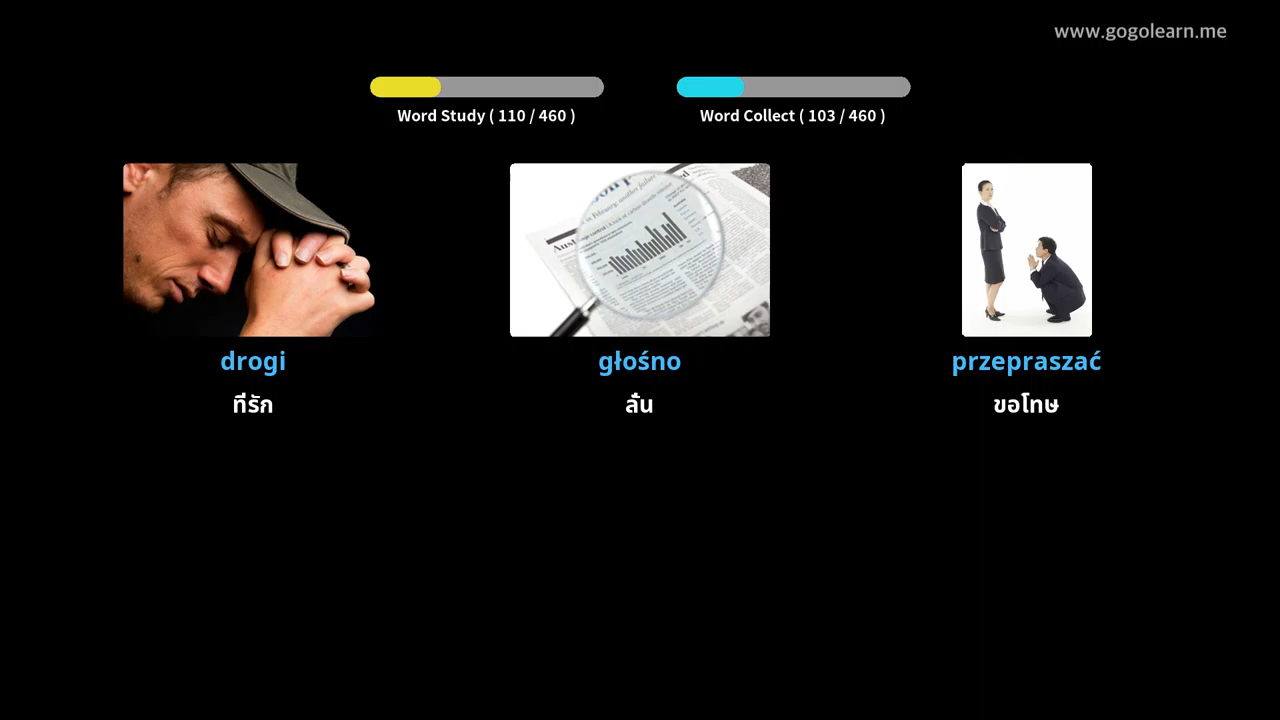 www.gogolearn.me
Word Study ( 110 / 460 )
Word Collect ( 103 / 460 )
drogi
głośno
przepraszać
ที่รัก
ลั่น
ขอโทษ